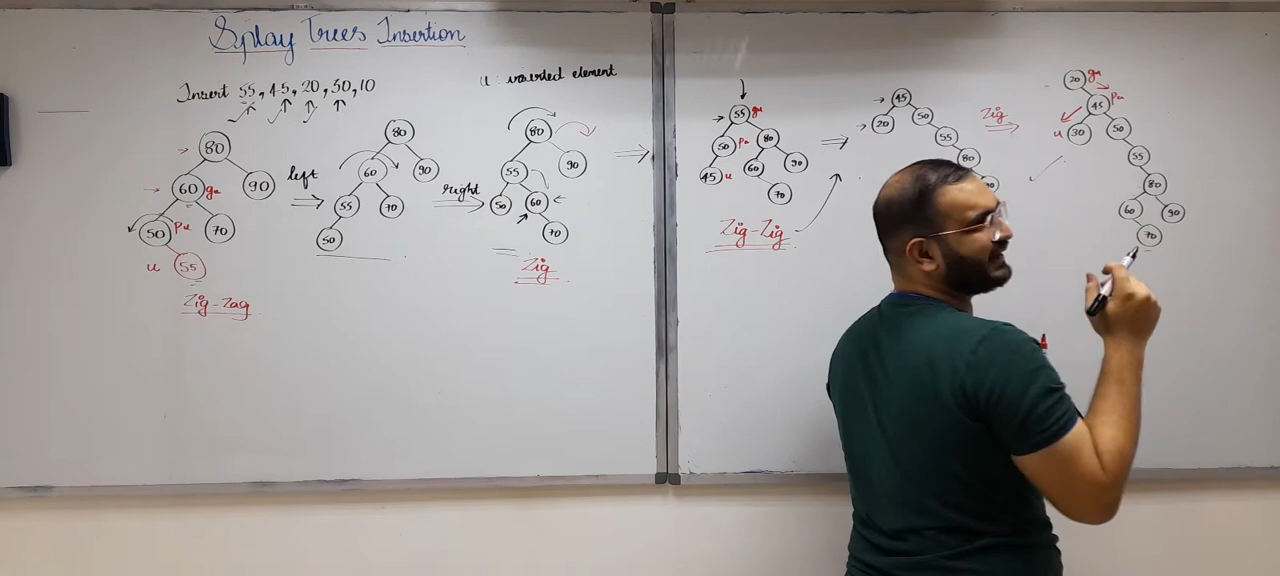 Splay Trees Insertion
Insert 55, 45, 20, 30, 10
u: inserted element
80
60 gu
90
50 pu
70
u 55
Zig-Zag
left
80
60
90
55
70
50
right
80
55
90
50
60
70
Zig
55 gu
50 pu
80
45 u
60
90
70
Zig-Zig
45
20
50
55
80
Zig
20 gu
45 pu
u 30
50
55
80
60
90
70